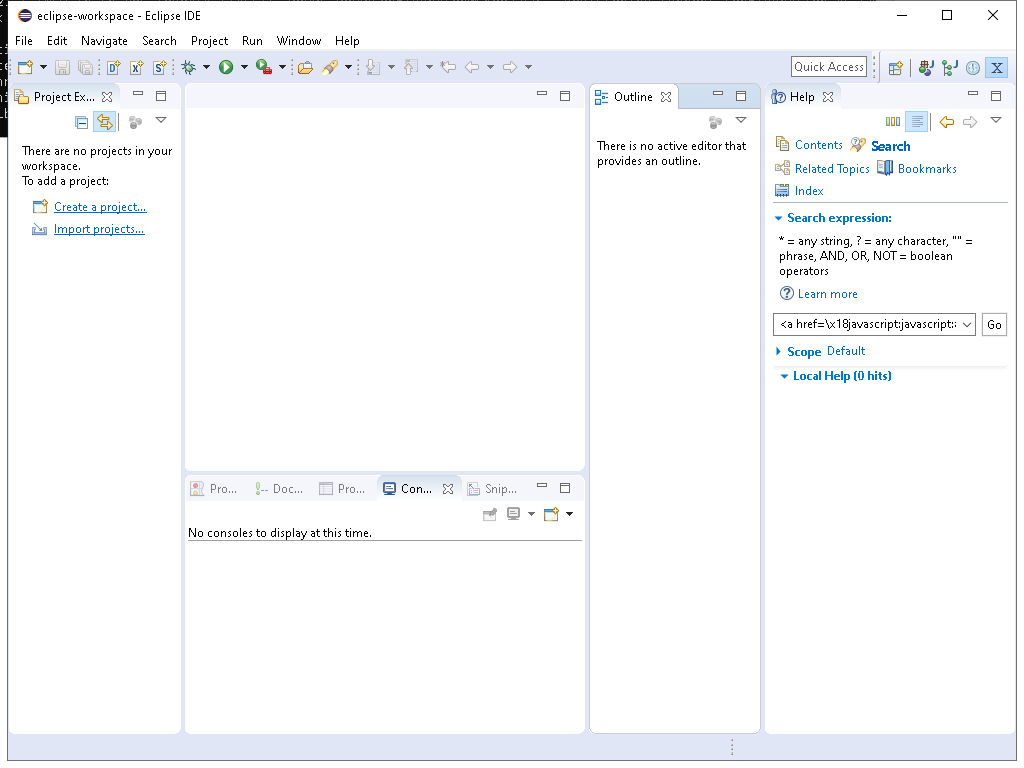 eclipse-workspace - Eclipse IDE
File Edit Navigate Search Project Run Window Help
Quick Access
Project Ex...
There are no projects in your
workspace.
To add a project:
Create a project...
Import projects...
Outline
There is no active editor that
provides an outline.
Help
Contents Search
Related Topics Bookmarks
Index
Search expression:
* = any string, ? = any character, "" =
phrase, AND, OR, NOT = boolean
operators
Learn more
<a href=\x18javascript:javascript:
Go
Scope Default
Local Help (0 hits)
Pro... Doc... Pro... Con... Snip...
No consoles to display at this time.